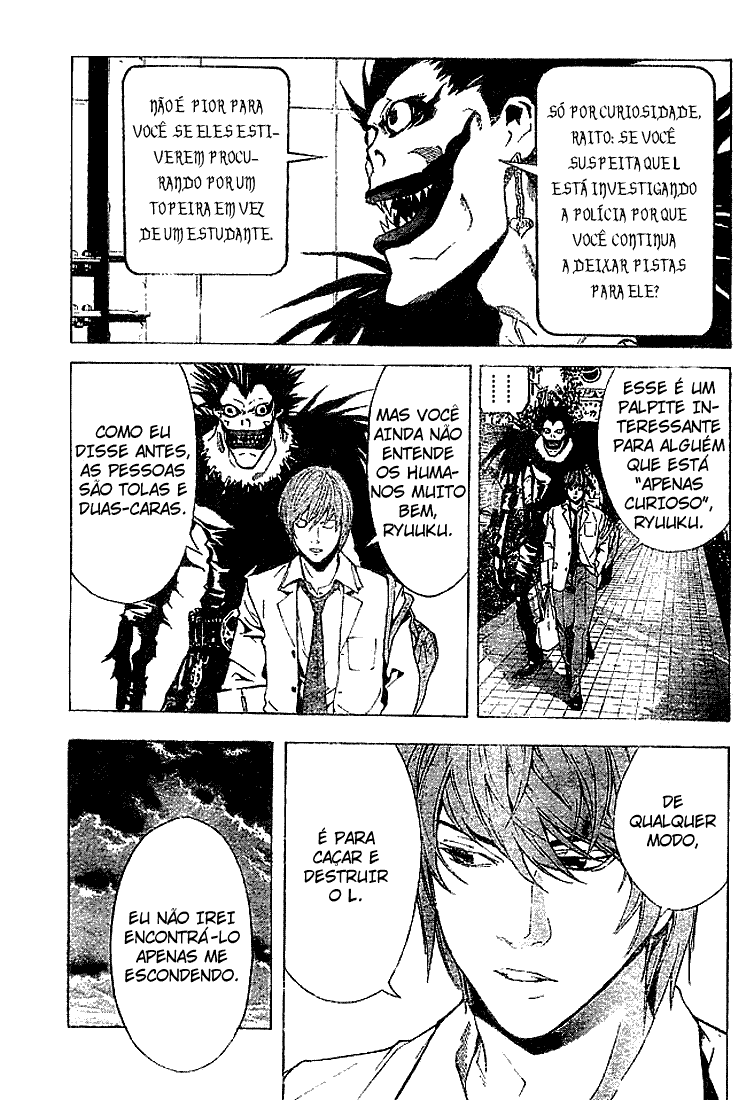 SÓ POR CURIOSIDADE,
RAITO: SE VOCÊ
SUSPEITA QUE L
ESTÁ INVESTIGANDO
A POLÍCIA POR QUE
VOCÊ CONTINUA
A DEIXAR PISTAS
PARA ELE?
NÃO É PIOR PARA
VOCÊ SE ELES ESTI-
VEREM PROCU-
RANDO POR UM
TOPEIRA EM VEZ
DE UM ESTUDANTE.
ESSE É UM
PALPITE IN-
TERESSANTE
PARA ALGUÉM
QUE ESTÁ
"APENAS
CURIOSO",
RYUUKU.
MAS VOCÊ
AINDA NÃO
ENTENDE
OS HUMA-
NOS MUITO
BEM,
RYUUKU.
COMO EU
DISSE ANTES,
AS PESSOAS
SÃO TOLAS E
DUAS-CARAS.
DE
QUALQUER
MODO,
É PARA
CAÇAR E
DESTRUIR
O L.
EU NÃO IREI
ENCONTRÁ-LO
APENAS ME
ESCONDENDO.